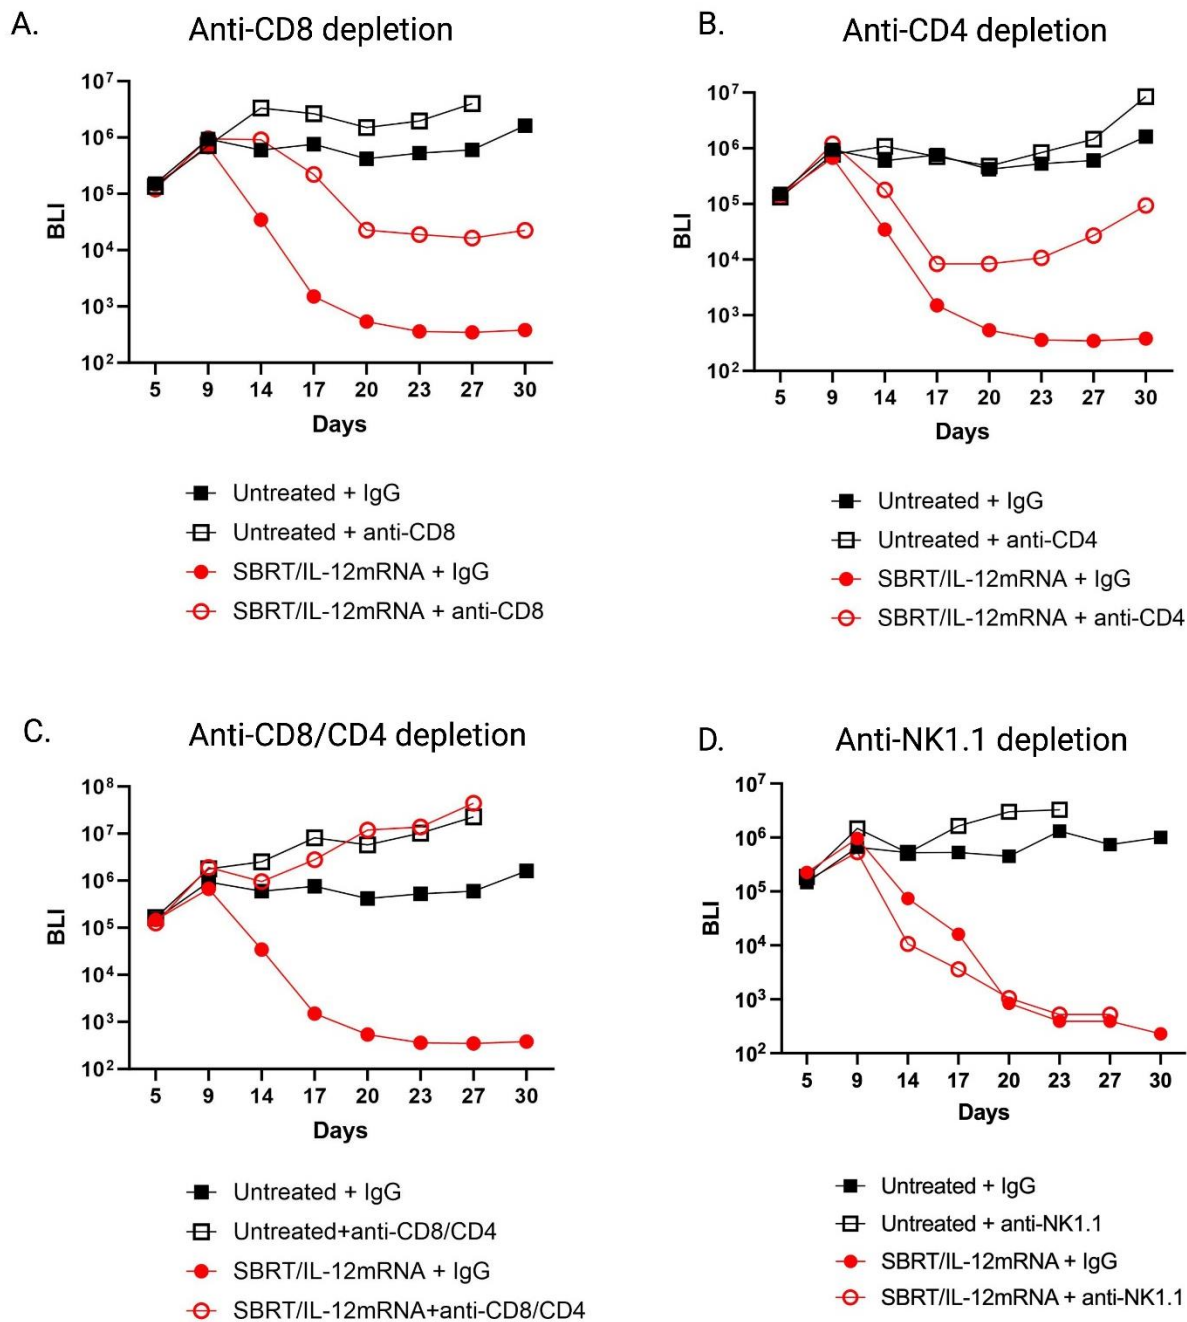 A.
Anti-CD8 depletion
10⁷
10⁶
10⁵
10⁴
10³
10²
BLI
5 9 14 17 20 23 27 30
Days
Untreated + IgG
Untreated + anti-CD8
SBRT/IL-12mRNA + IgG
SBRT/IL-12mRNA + anti-CD8
B.
Anti-CD4 depletion
10⁷
10⁶
10⁵
10⁴
10³
10²
BLI
5 9 14 17 20 23 27 30
Days
Untreated + IgG
Untreated + anti-CD4
SBRT/IL-12mRNA + IgG
SBRT/IL-12mRNA + anti-CD4
C.
Anti-CD8/CD4 depletion
10⁸
10⁷
10⁶
10⁵
10⁴
10³
10²
BLI
5 9 14 17 20 23 27 30
Days
Untreated + IgG
Untreated+anti-CD8/CD4
SBRT/IL-12mRNA + IgG
SBRT/IL-12mRNA+anti-CD8/CD4
D.
Anti-NK1.1 depletion
10⁷
10⁶
10⁵
10⁴
10³
10²
BLI
5 9 14 17 20 23 27 30
Days
Untreated + IgG
Untreated + anti-NK1.1
SBRT/IL-12mRNA + IgG
SBRT/IL-12mRNA + anti-NK1.1